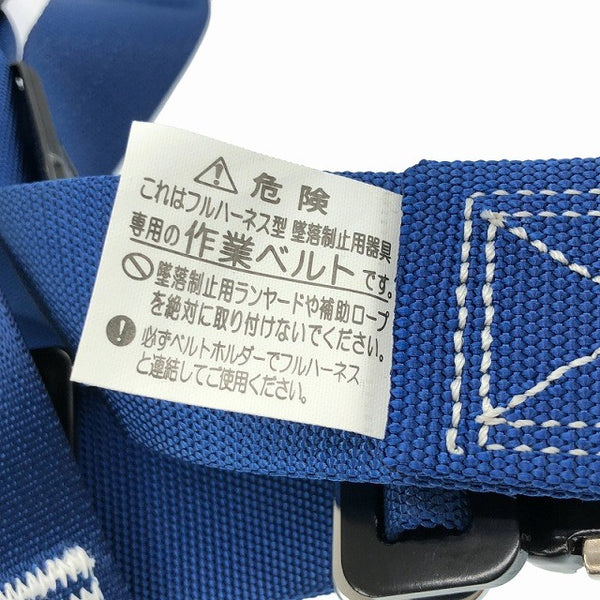 ⚠ 危険
これはフルハーネス型 墜落制止用器具
専用の 作業ベルト です。
墜落制止用ランヤードや補助ロープ
を絶対に取り付けないでください。
必ずベルトホルダーでフルハーネス
と連結してご使用ください。